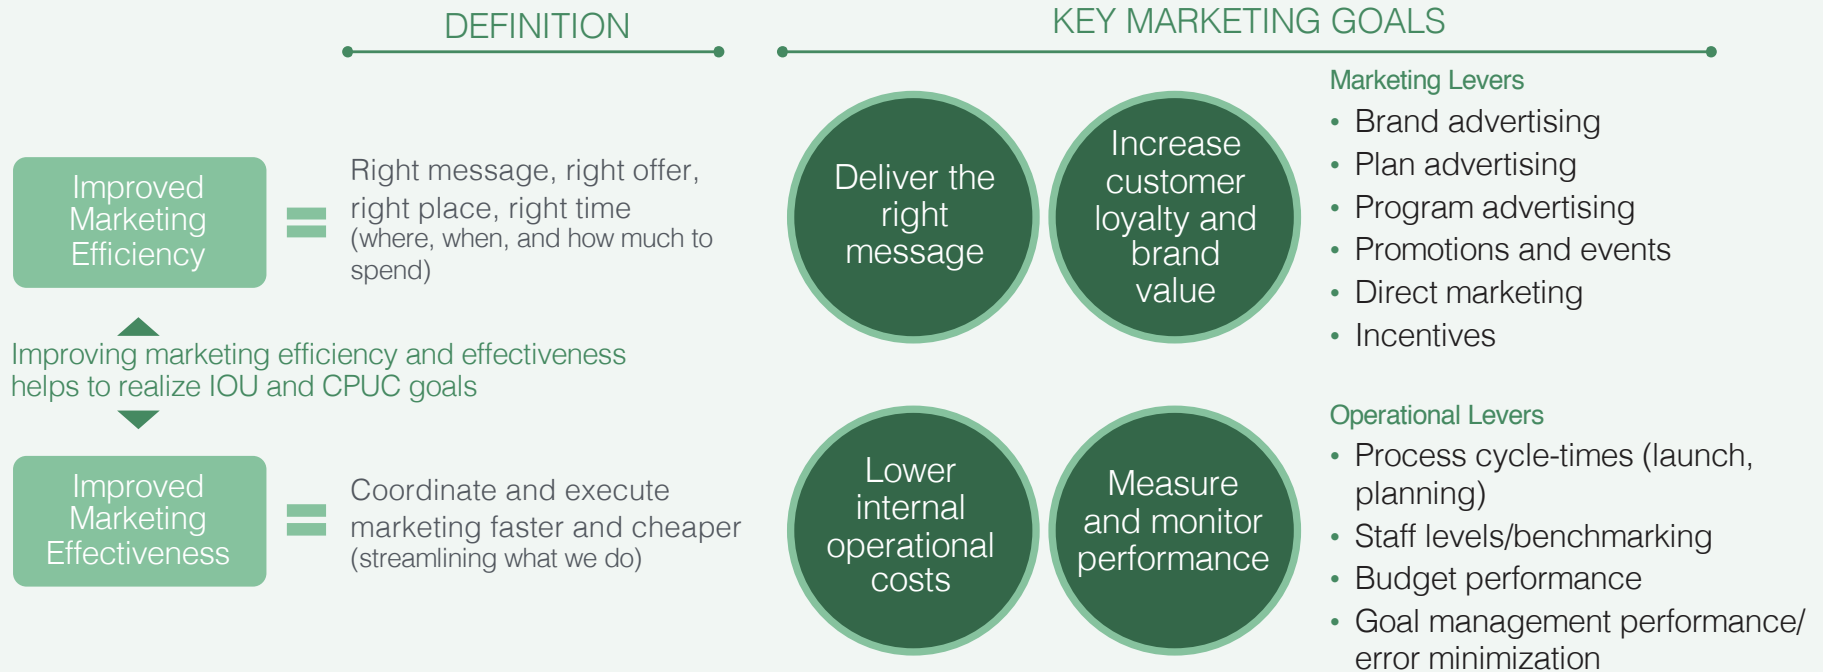 DEFINITION
KEY MARKETING GOALS
Improved
Marketing
Efficiency
Right message, right offer,
right place, right time
(where, when, and how much to
spend)
Deliver the
right
message
Increase
customer
loyalty and
brand
value
Marketing Levers
• Brand advertising
• Plan advertising
• Program advertising
• Promotions and events
• Direct marketing
• Incentives
Improving marketing efficiency and effectiveness
helps to realize IOU and CPUC goals
Improved
Marketing
Effectiveness
Coordinate and execute
marketing faster and cheaper
(streamlining what we do)
Lower
internal
operational
costs
Measure
and monitor
performance
Operational Levers
• Process cycle-times (launch,
planning)
• Staff levels/benchmarking
• Budget performance
• Goal management performance/
error minimization